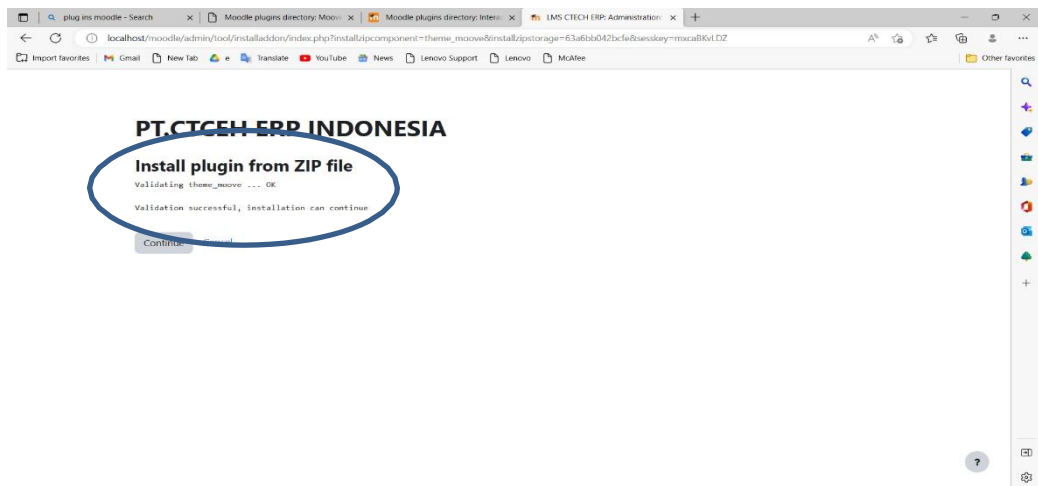 plug ins moodle - Search
Moodle plugins directory: Moove
Moodle plugins directory: Intera
LMS CTECH ERP: Administration:
localhost/moodle/admin/tool/installaddon/index.php?installzipcomponent=theme_moove&installzipstorage=63a6bb042bcfe&sesskey=mxcaBKvLDZ
Import favorites
Gmail
New Tab
e
Translate
YouTube
News
Lenovo Support
Lenovo
McAfee
Other favorites
PT.CTCEH ERP INDONESIA
Install plugin from ZIP file
Validating theme_moove ... OK
Validation successful, installation can continue
Continue
Cancel
?